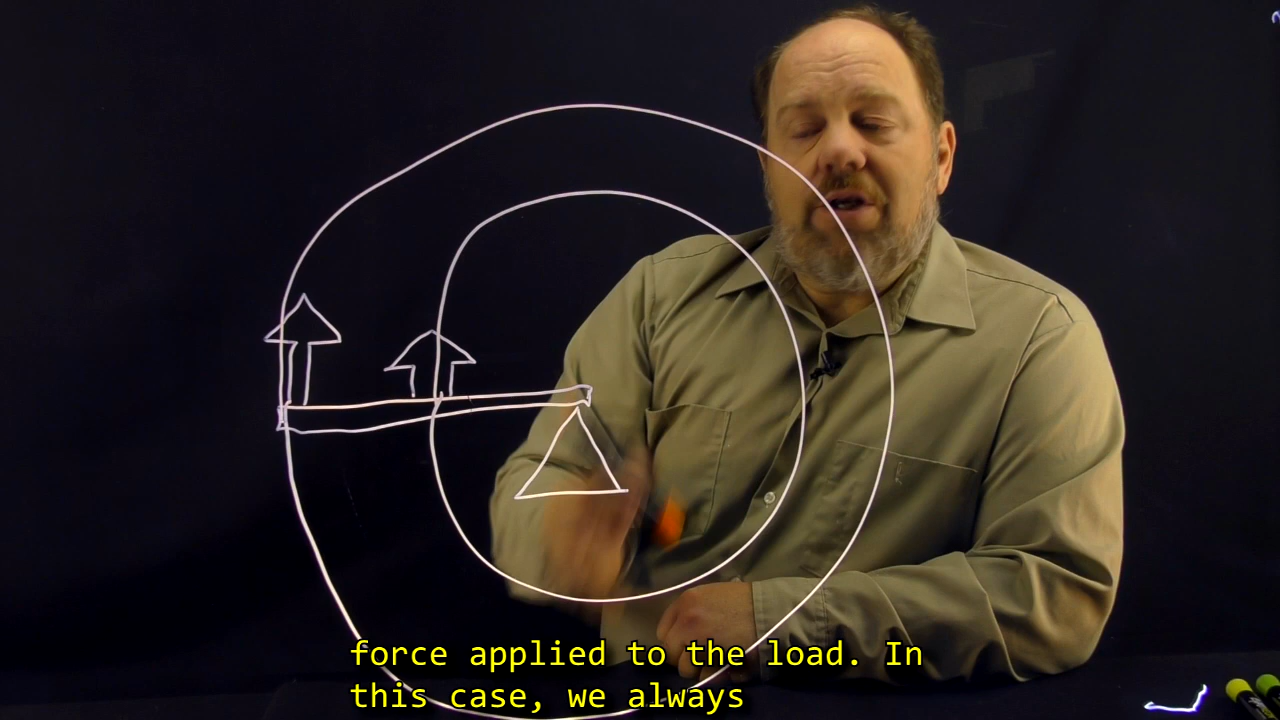 force applied to the load. In
this case, we always